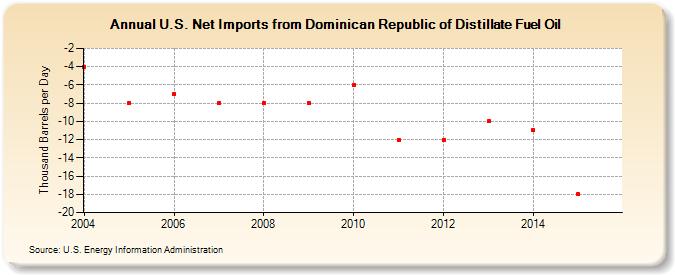 Annual U.S. Net Imports from Dominican Republic of Distillate Fuel Oil
Thousand Barrels per Day
-2
-4
-6
-8
-10
-12
-14
-16
-18
-20
2004 2006 2008 2010 2012 2014
Source: U.S. Energy Information Administration